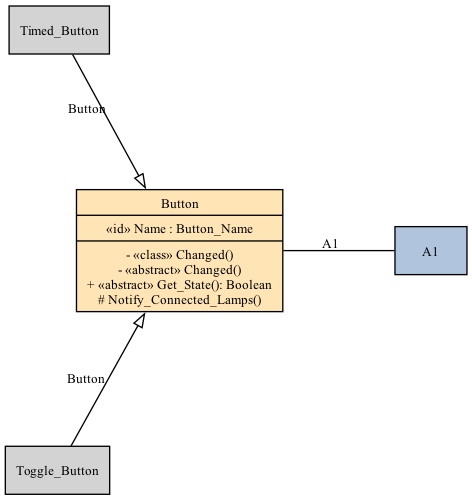 Timed_Button
Button
Button
«id» Name : Button_Name
- «class» Changed()
- «abstract» Changed()
+ «abstract» Get_State(): Boolean
# Notify_Connected_Lamps()
A1
A1
Button
Toggle_Button